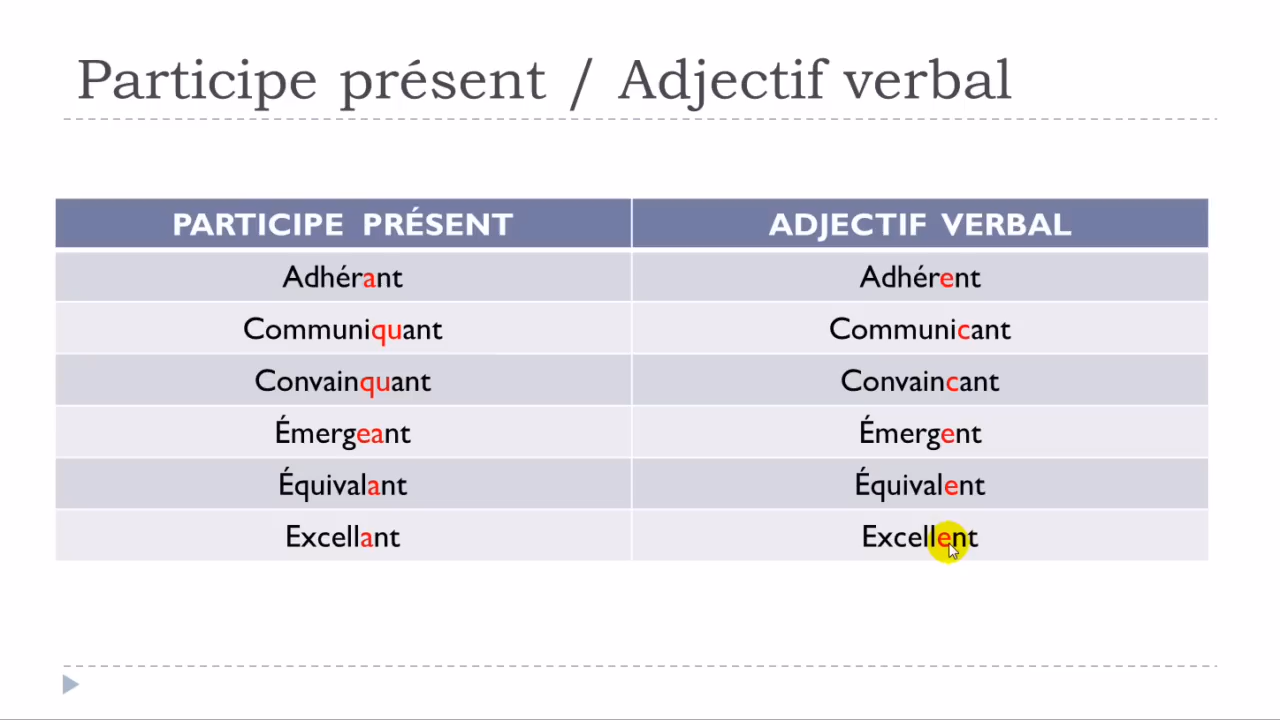 Participe présent / Adjectif verbal
PARTICIPE PRÉSENT ADJECTIF VERBAL
Adhérant Adhérent
Communiquant Communicant
Convainquant Convaincant
Émergeant Émergent
Équivalant Équivalent
Excellant Excellent